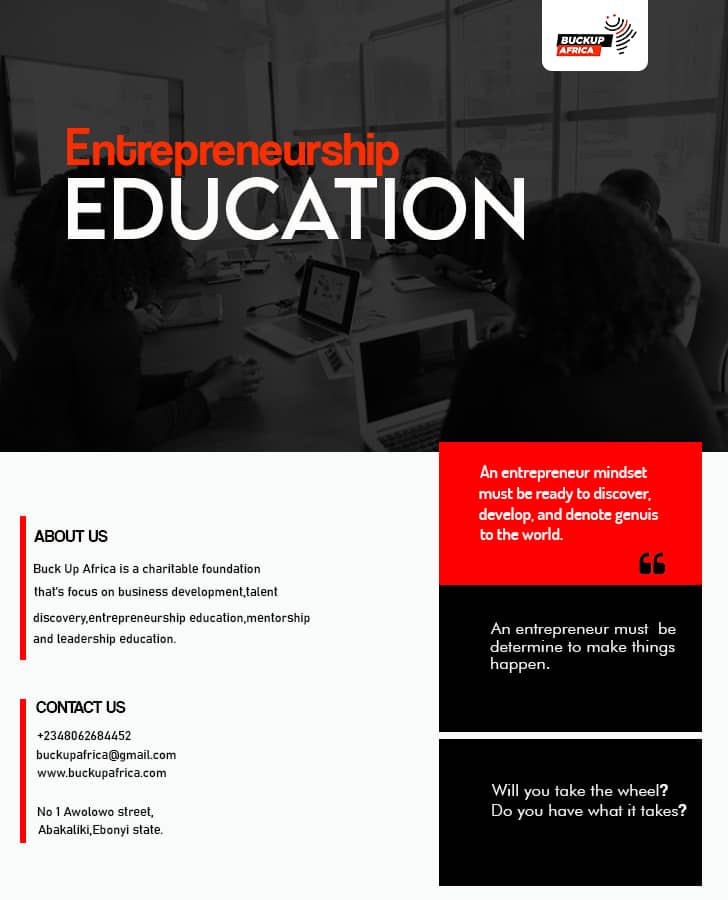 BUCKUP
AFRICA
Entrepreneurship
EDUCATION
An entrepreneur mindset
must be ready to discover,
develop, and denote genuis
to the world.
ABOUT US
Buck Up Africa is a charitable foundation
that's focus on business development,talent
discovery,entrepreneurship education,mentorship
and leadership education.
An entrepreneur must  be
determine to make things
happen.
CONTACT US
+2348062684452
buckupafrica@gmail.com
www.buckupafrica.com
No 1 Awolowo street,
Abakaliki,Ebonyi state.
Will you take the wheel?
Do you have what it takes?